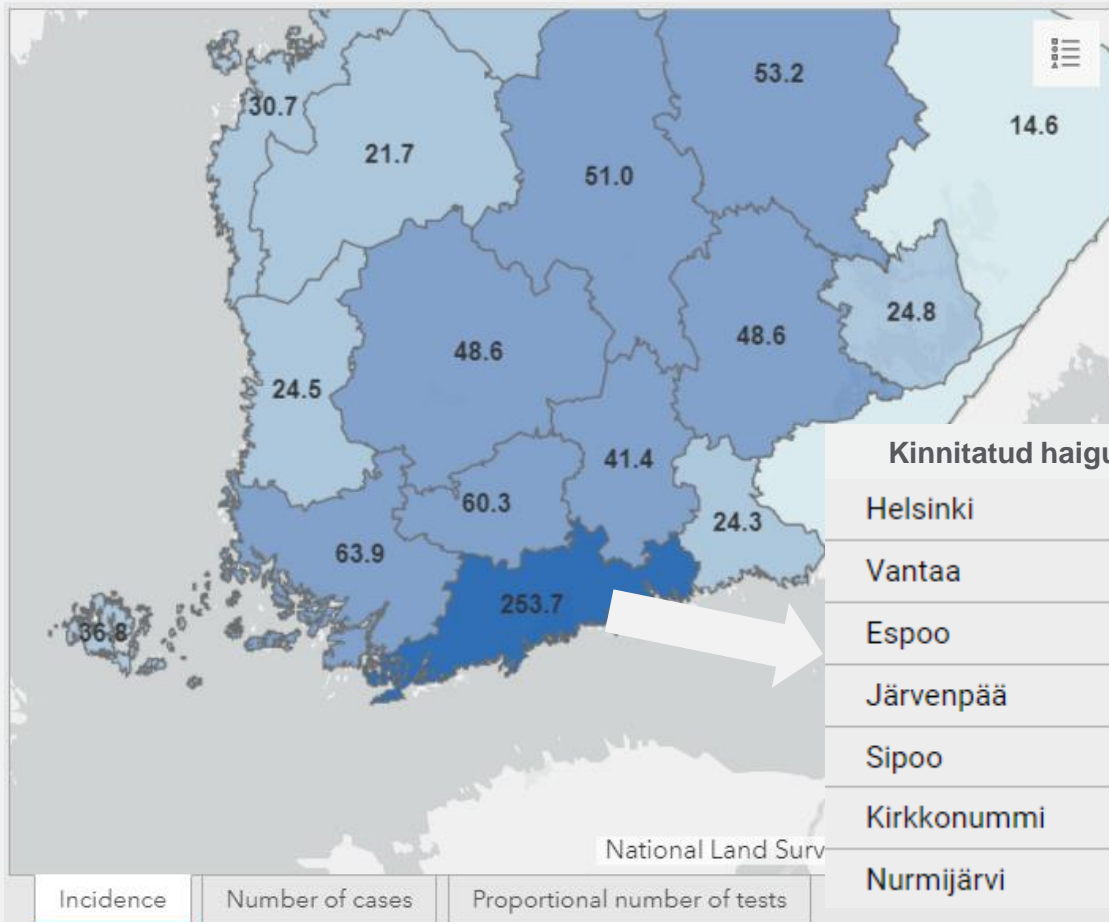 53.2
30.7
14.6
21.7
51.0
24.8
48.6
48.6
24.5
41.4
60.3
24.3
63.9
253.7
36.8
Kinnitatud haigu
Helsinki
Vantaa
Espoo
Järvenpää
Sipoo
Kirkkonummi
Nurmijärvi
National Land Surv
Incidence
Number of cases
Proportional number of tests